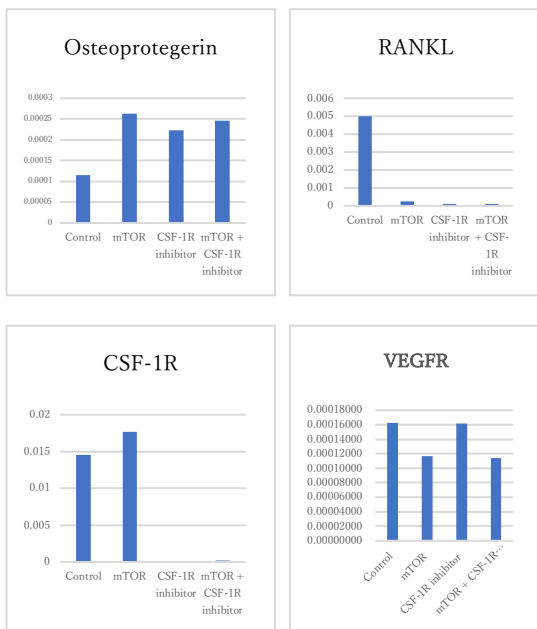 Osteoprotegerin
0.0003
0.00025
0.0002
0.00015
0.0001
0.00005
0
Control mTOR CSF-1R mTOR +
inhibitor CSF-1R
inhibitor
RANKL
0.006
0.005
0.004
0.003
0.002
0.001
0
Control mTOR CSF-1R mTOR
inhibitor + CSF-
1R
inhibitor
CSF-1R
0.02
0.015
0.01
0.005
0
Control mTOR CSF-1R mTOR +
inhibitor CSF-1R
inhibitor
VEGFR
0.00018000
0.00016000
0.00014000
0.00012000
0.00010000
0.00008000
0.00006000
0.00004000
0.00002000
0.00000000
Control
mTOR
CSF-1R inhibitor
mTOR + CSF-1R…